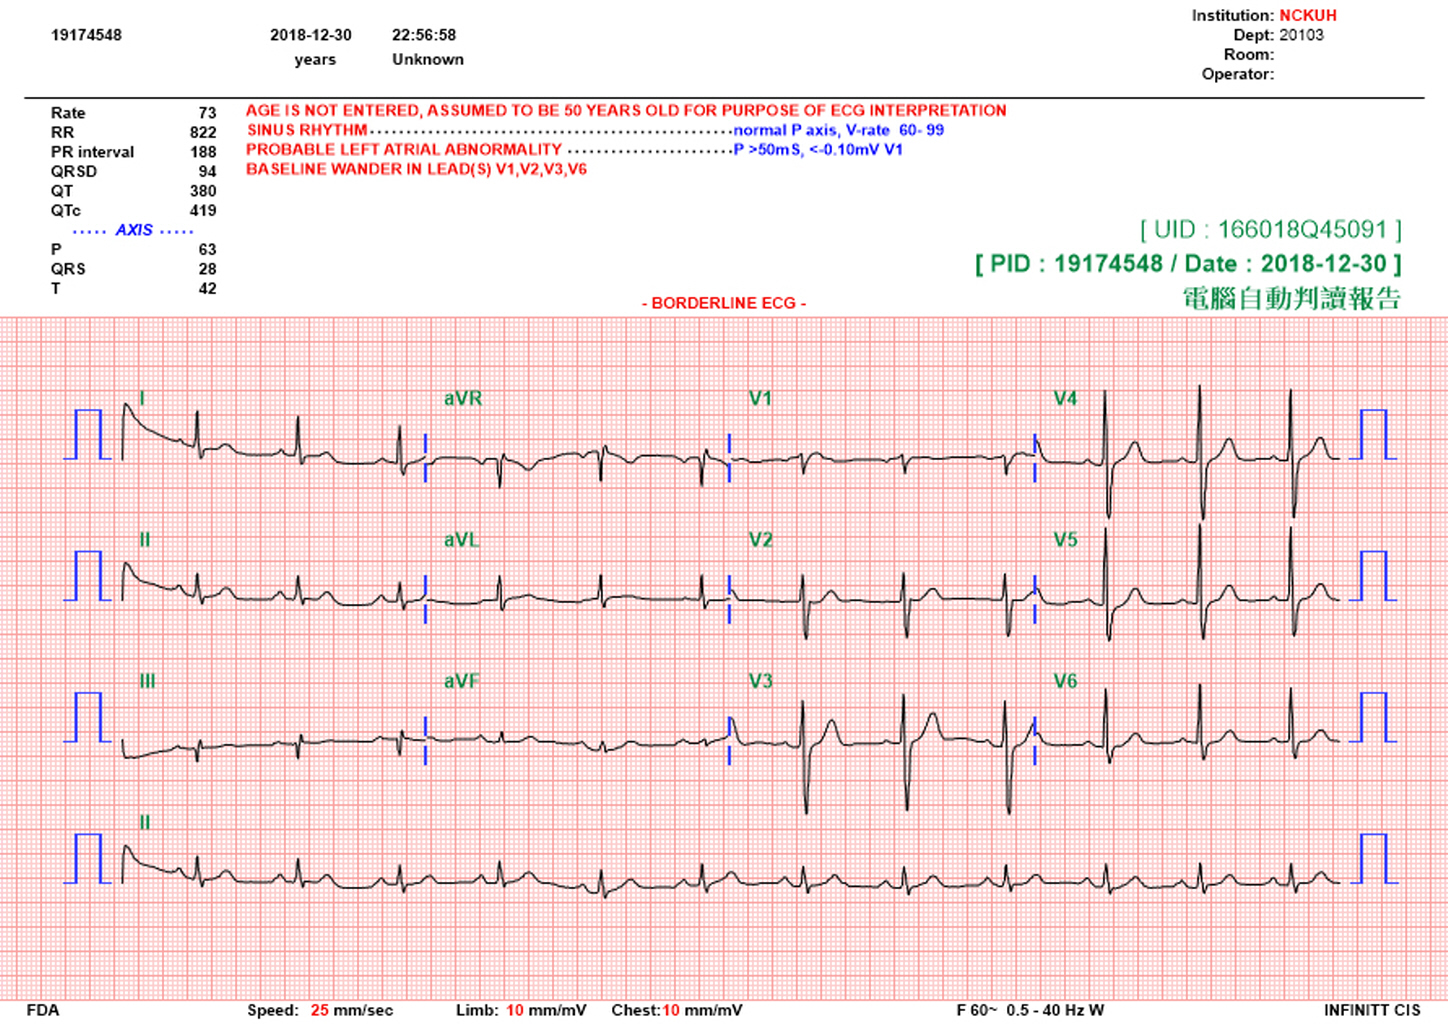 Institution: NCKUH
19174548 2018-12-30 22:56:58 Dept: 20103
years Unknown Room:
Operator:
Rate 73 AGE IS NOT ENTERED, ASSUMED TO BE 50 YEARS OLD FOR PURPOSE OF ECG INTERPRETATION
RR 822 SINUS RHYTHM..........normal P axis, V-rate 60- 99
PR interval 188 PROBABLE LEFT ATRIAL ABNORMALITY..........P >50mS, <-0.10mV V1
QRSD 94 BASELINE WANDER IN LEAD(S) V1,V2,V3,V6
QT 380
QTc 419
..... AXIS .....
[ UID : 166018Q45091 ]
P 63
[ PID : 19174548 / Date : 2018-12-30 ]
QRS 28
T 42
電腦自動判讀報告
- BORDERLINE ECG -
I aVR V1 V4
II aVL V2 V5
III aVF V3 V6
II
FDA Speed: 25 mm/sec Limb: 10 mm/mV Chest:10 mm/mV F 60~ 0.5 - 40 Hz W INFINITT CIS